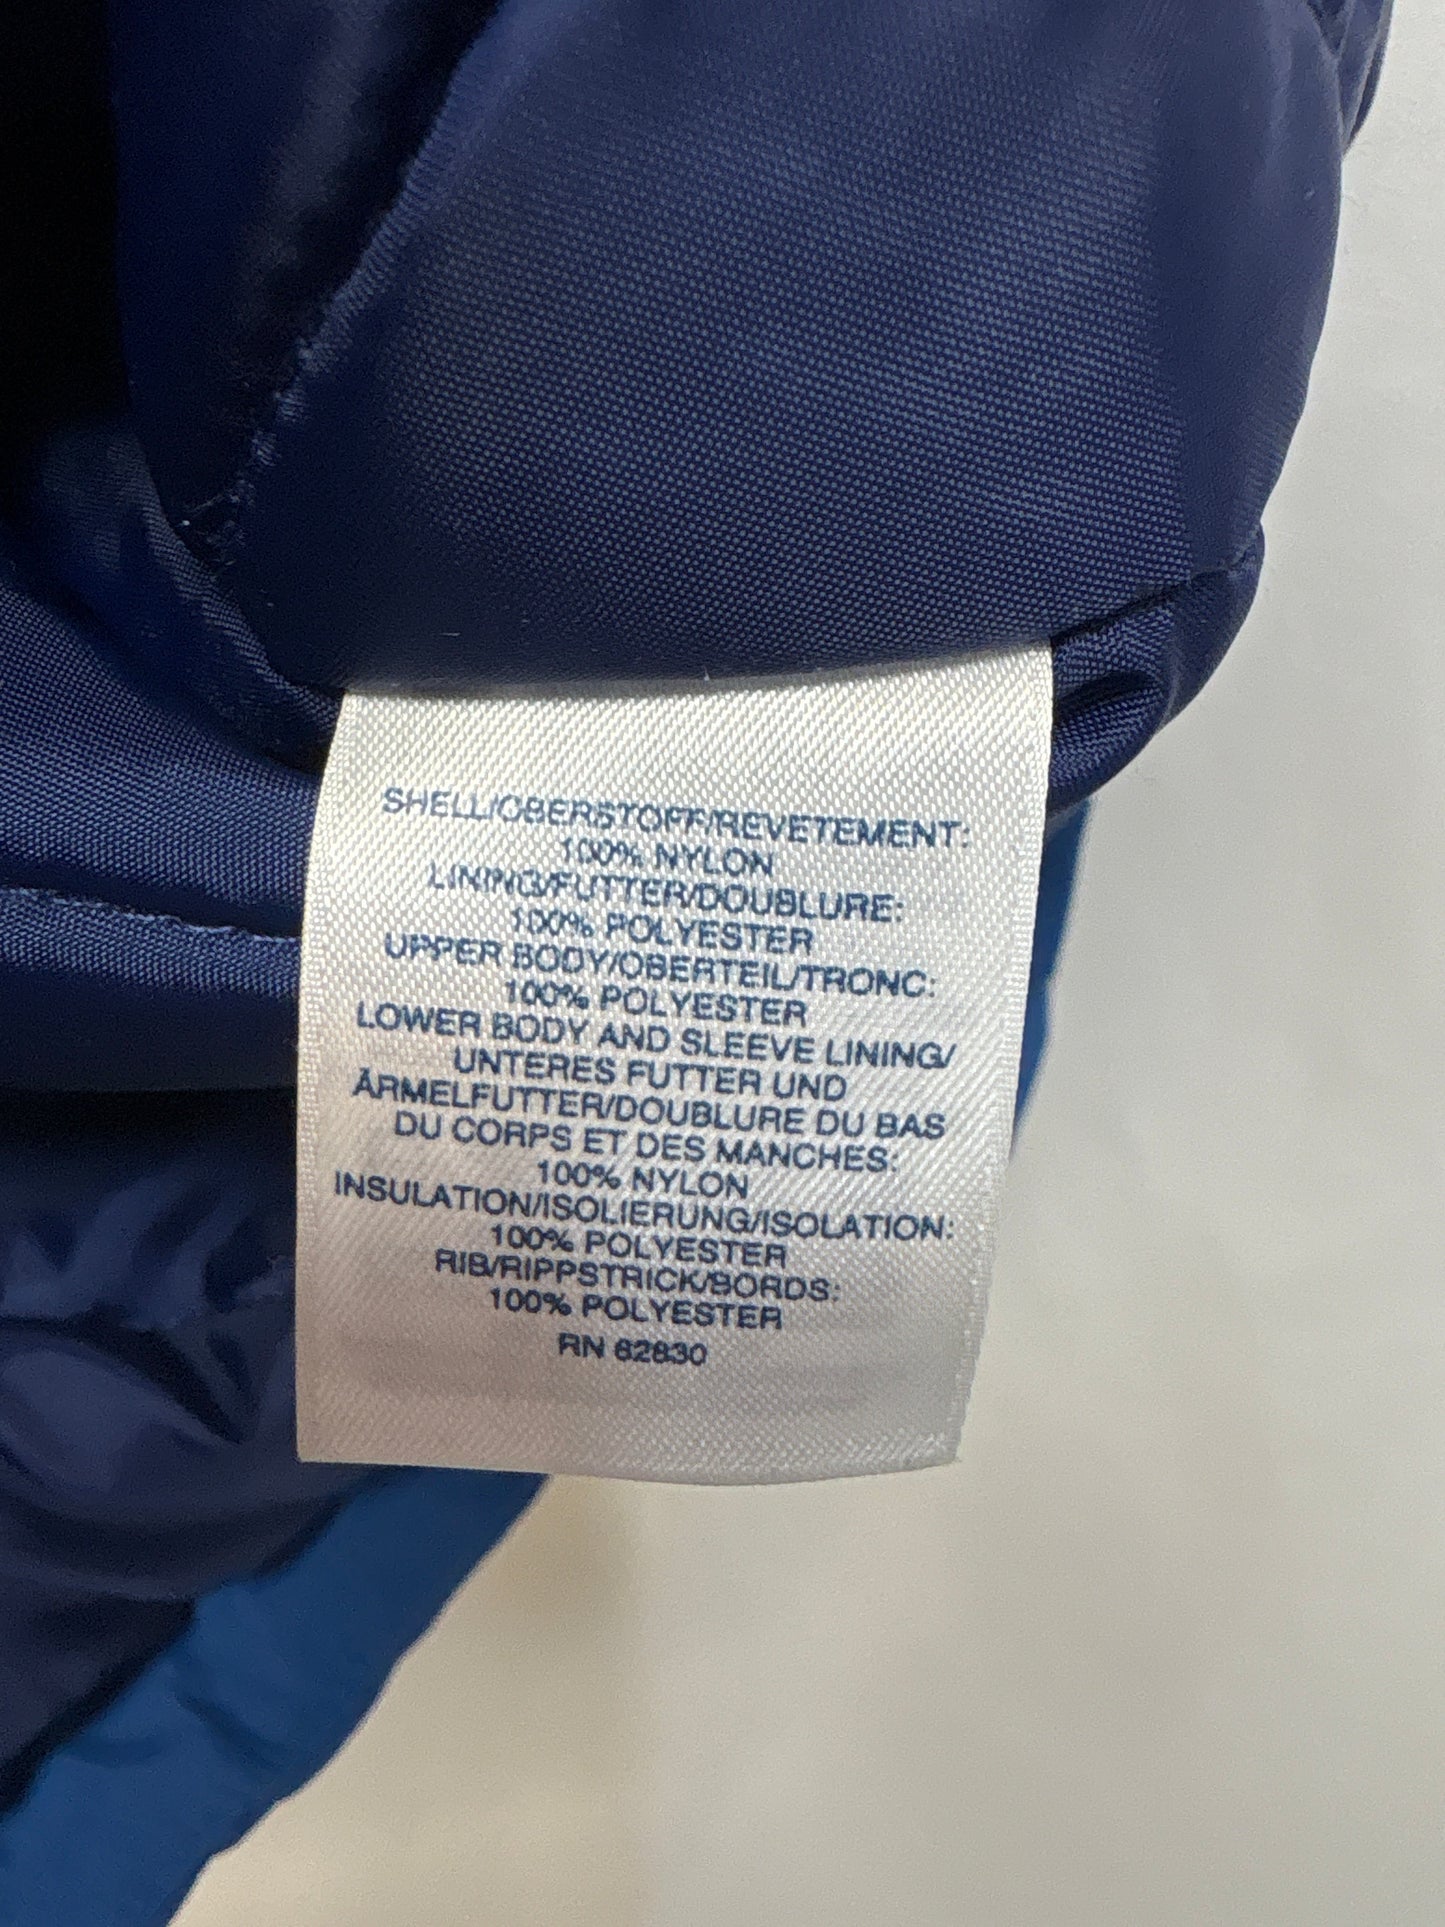 SHELL/OBERSTOFF/REVETEMENT:
100% NYLON
LINING/FUTTER/DOUBLURE:
100% POLYESTER
UPPER BODY/OBERTEIL/TRONC:
100% POLYESTER
LOWER BODY AND SLEEVE LINING/
UNTERES FUTTER UND
ÄRMELFUTTER/DOUBLURE DU BAS
DU CORPS ET DES MANCHES:
100% NYLON
INSULATION/ISOLIERUNG/ISOLATION:
100% POLYESTER
RIB/RIPPSTRICK/BORDS:
100% POLYESTER
RN 62830